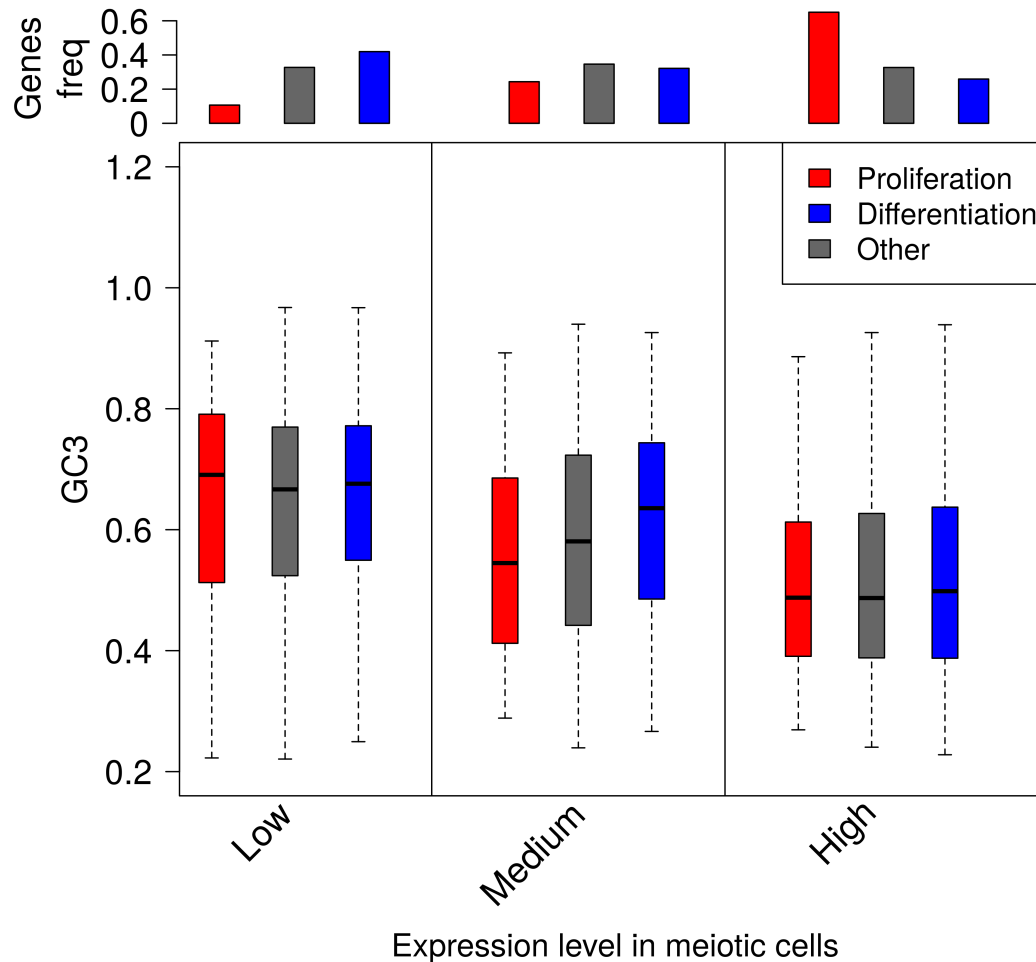 Genes
freq
0.6
0.4
0.2
0
1.2
1.0
0.8
0.6
0.4
0.2
GC3
Proliferation
Differentiation
Other
Low
Medium
High
Expression level in meiotic cells